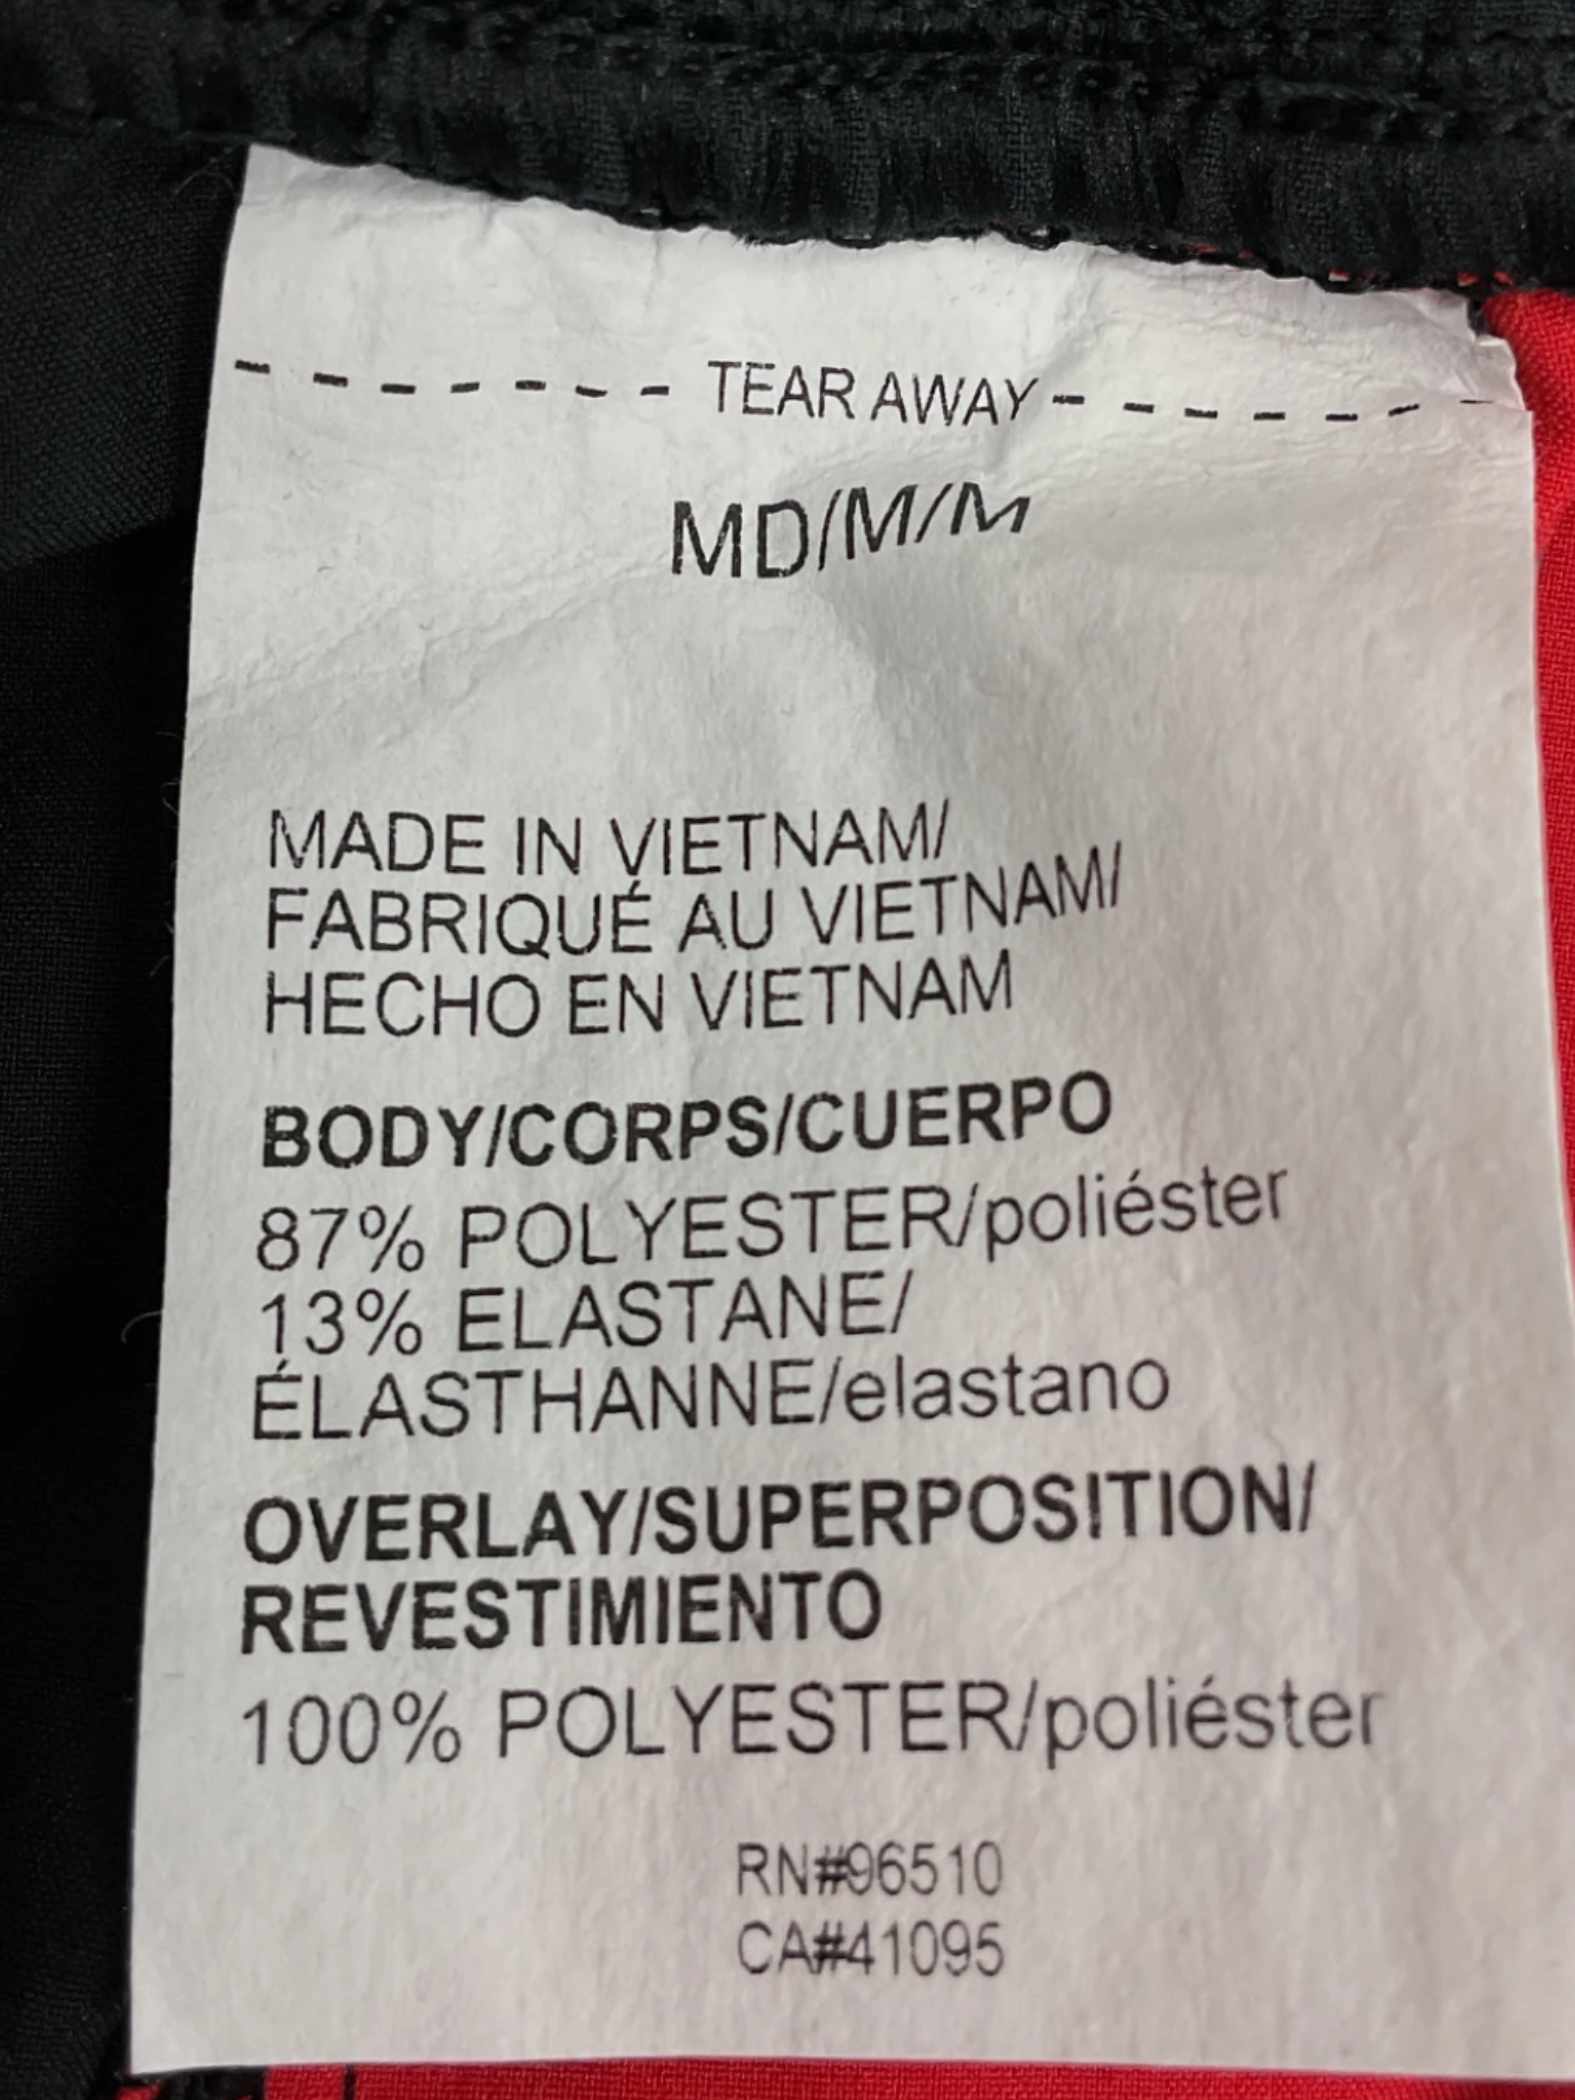 - - - - - - - TEAR AWAY - - - - - - -
MD/M/M
MADE IN VIETNAM/
FABRIQUÉ AU VIETNAM/
HECHO EN VIETNAM
BODY/CORPS/CUERPO
87% POLYESTER/poliéster
13% ELASTANE/
ÉLASTHANNE/elastano
OVERLAY/SUPERPOSITION/
REVESTIMIENTO
100% POLYESTER/poliéster
RN#96510
CA#41095